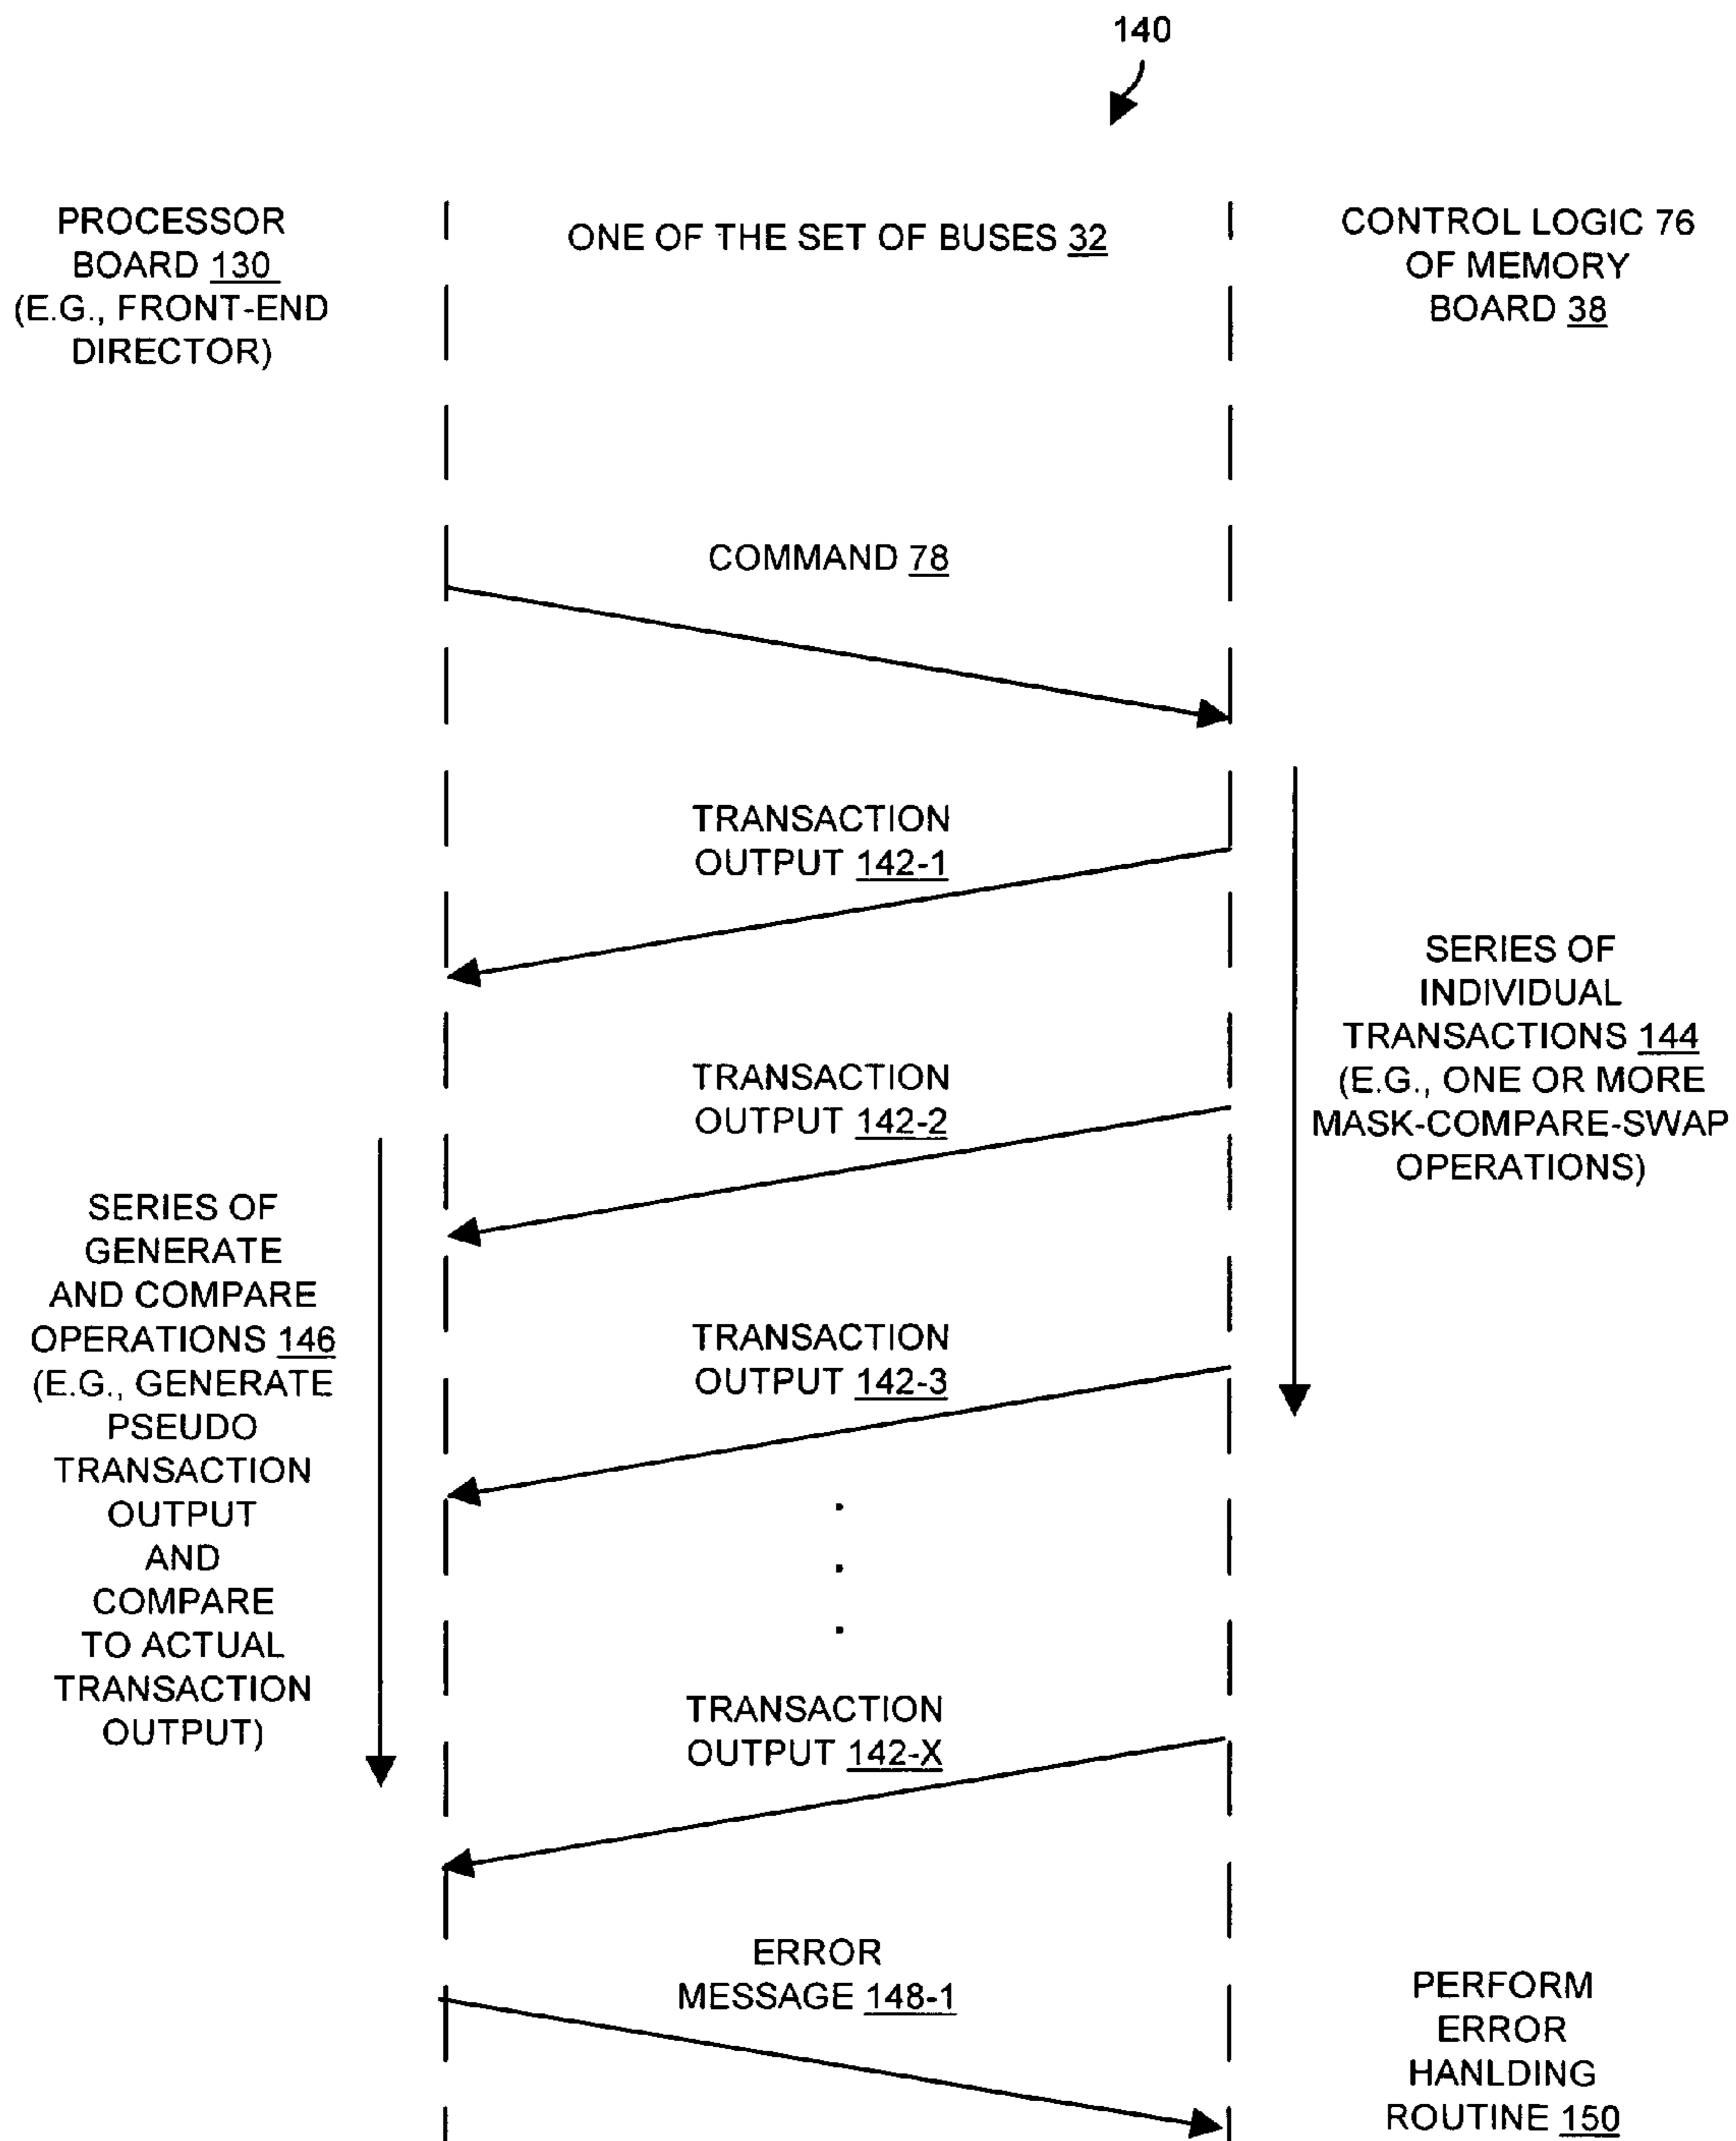 140
PROCESSOR
BOARD 130
(E.G., FRONT-END
DIRECTOR)
ONE OF THE SET OF BUSES 32
CONTROL LOGIC 76
OF MEMORY
BOARD 38
COMMAND 78
TRANSACTION
OUTPUT 142-1
SERIES OF
INDIVIDUAL
TRANSACTIONS 144
(E.G., ONE OR MORE
MASK-COMPARE-SWAP
OPERATIONS)
TRANSACTION
OUTPUT 142-2
SERIES OF
GENERATE
AND COMPARE
OPERATIONS 146
(E.G., GENERATE
PSEUDO
TRANSACTION
OUTPUT
AND
COMPARE
TO ACTUAL
TRANSACTION
OUTPUT)
TRANSACTION
OUTPUT 142-3
TRANSACTION
OUTPUT 142-X
ERROR
MESSAGE 148-1
PERFORM
ERROR
HANLDING
ROUTINE 150